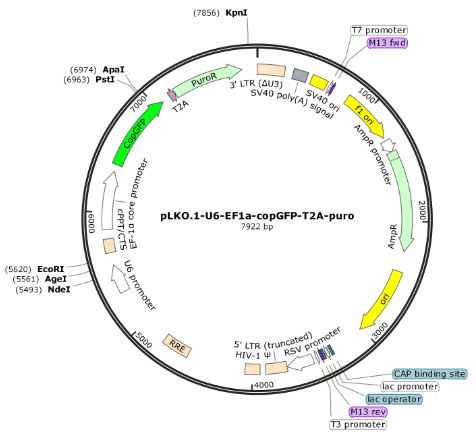 (7856) KpnI
T7 promoter
M13 fwd
3' LTR (ΔU3)
SV40 poly(A) signal
SV40 ori
1000
f1 ori
AmpR promoter
2000
AmpR
ori
3000
CAP binding site
lac promoter
lac operator
M13 rev
T3 promoter
RSV promoter
5' LTR (truncated)
HIV-1 Ψ
4000
RRE
5000
U6 promoter
(5493) NdeI
(5561) AgeI
(5620) EcoRI
6000
cPPT/CTS
EF-1α core promoter
CopGFP
7000
(6963) PstI
(6974) ApaI
T2A
PuroR
pLKO.1-U6-EF1a-copGFP-T2A-puro
7922 bp